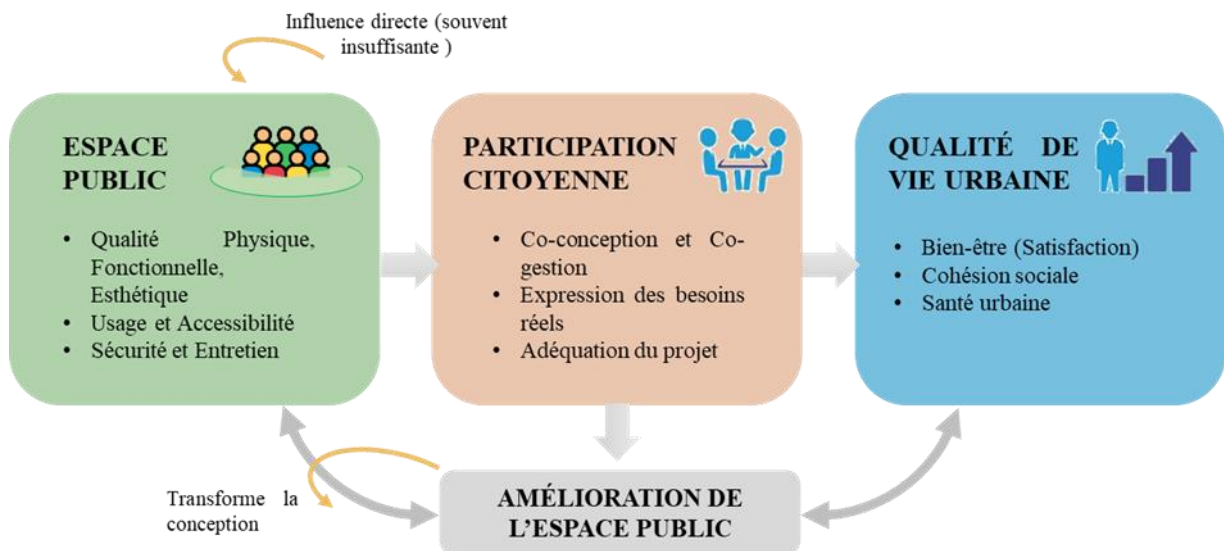 Influence directe (souvent
insuffisante )
ESPACE
PUBLIC
• Qualité Physique,
Fonctionnelle,
Esthétique
• Usage et Accessibilité
• Sécurité et Entretien
PARTICIPATION
CITOYENNE
• Co-conception et Co-
gestion
• Expression des besoins
réels
• Adéquation du projet
QUALITÉ DE
VIE URBAINE
• Bien-être (Satisfaction)
• Cohésion sociale
• Santé urbaine
Transforme la
conception
AMÉLIORATION DE
L’ESPACE PUBLIC